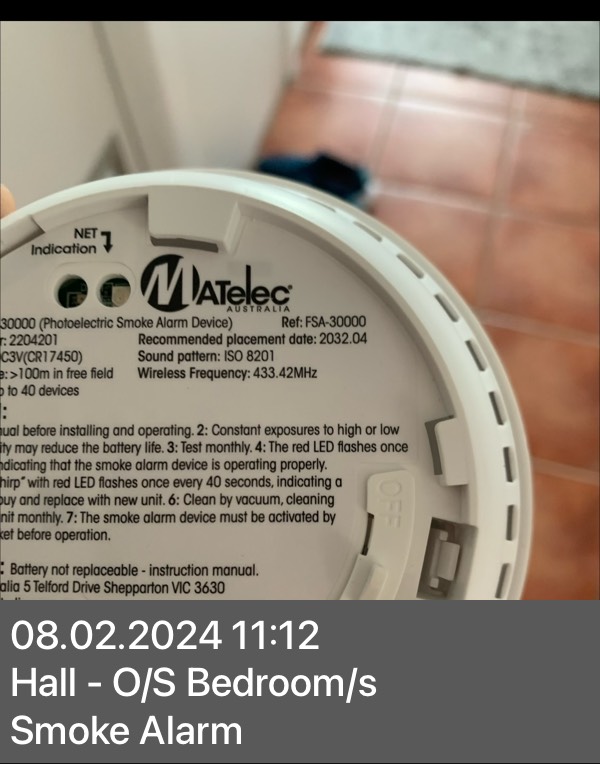 NET
Indication
MATelec
AUSTRALIA
30000 (Photoelectric Smoke Alarm Device) Ref: FSA-30000
r: 2204201 Recommended placement date: 2032.04
C3V(CR17450) Sound pattern: ISO 8201
e: >100m in free field Wireless Frequency: 433.42MHz
to 40 devices
:
ual before installing and operating. 2: Constant exposures to high or low
ity may reduce the battery life. 3: Test monthly. 4: The red LED flashes once
ndicating that the smoke alarm device is operating properly.
hirp" with red LED flashes once every 40 seconds, indicating a
buy and replace with new unit. 6: Clean by vacuum, cleaning
nit monthly. 7: The smoke alarm device must be activated by
ket before operation.
: Battery not replaceable - instruction manual.
alia 5 Telford Drive Shepparton VIC 3630
OFF
08.02.2024 11:12
Hall - O/S Bedroom/s
Smoke Alarm